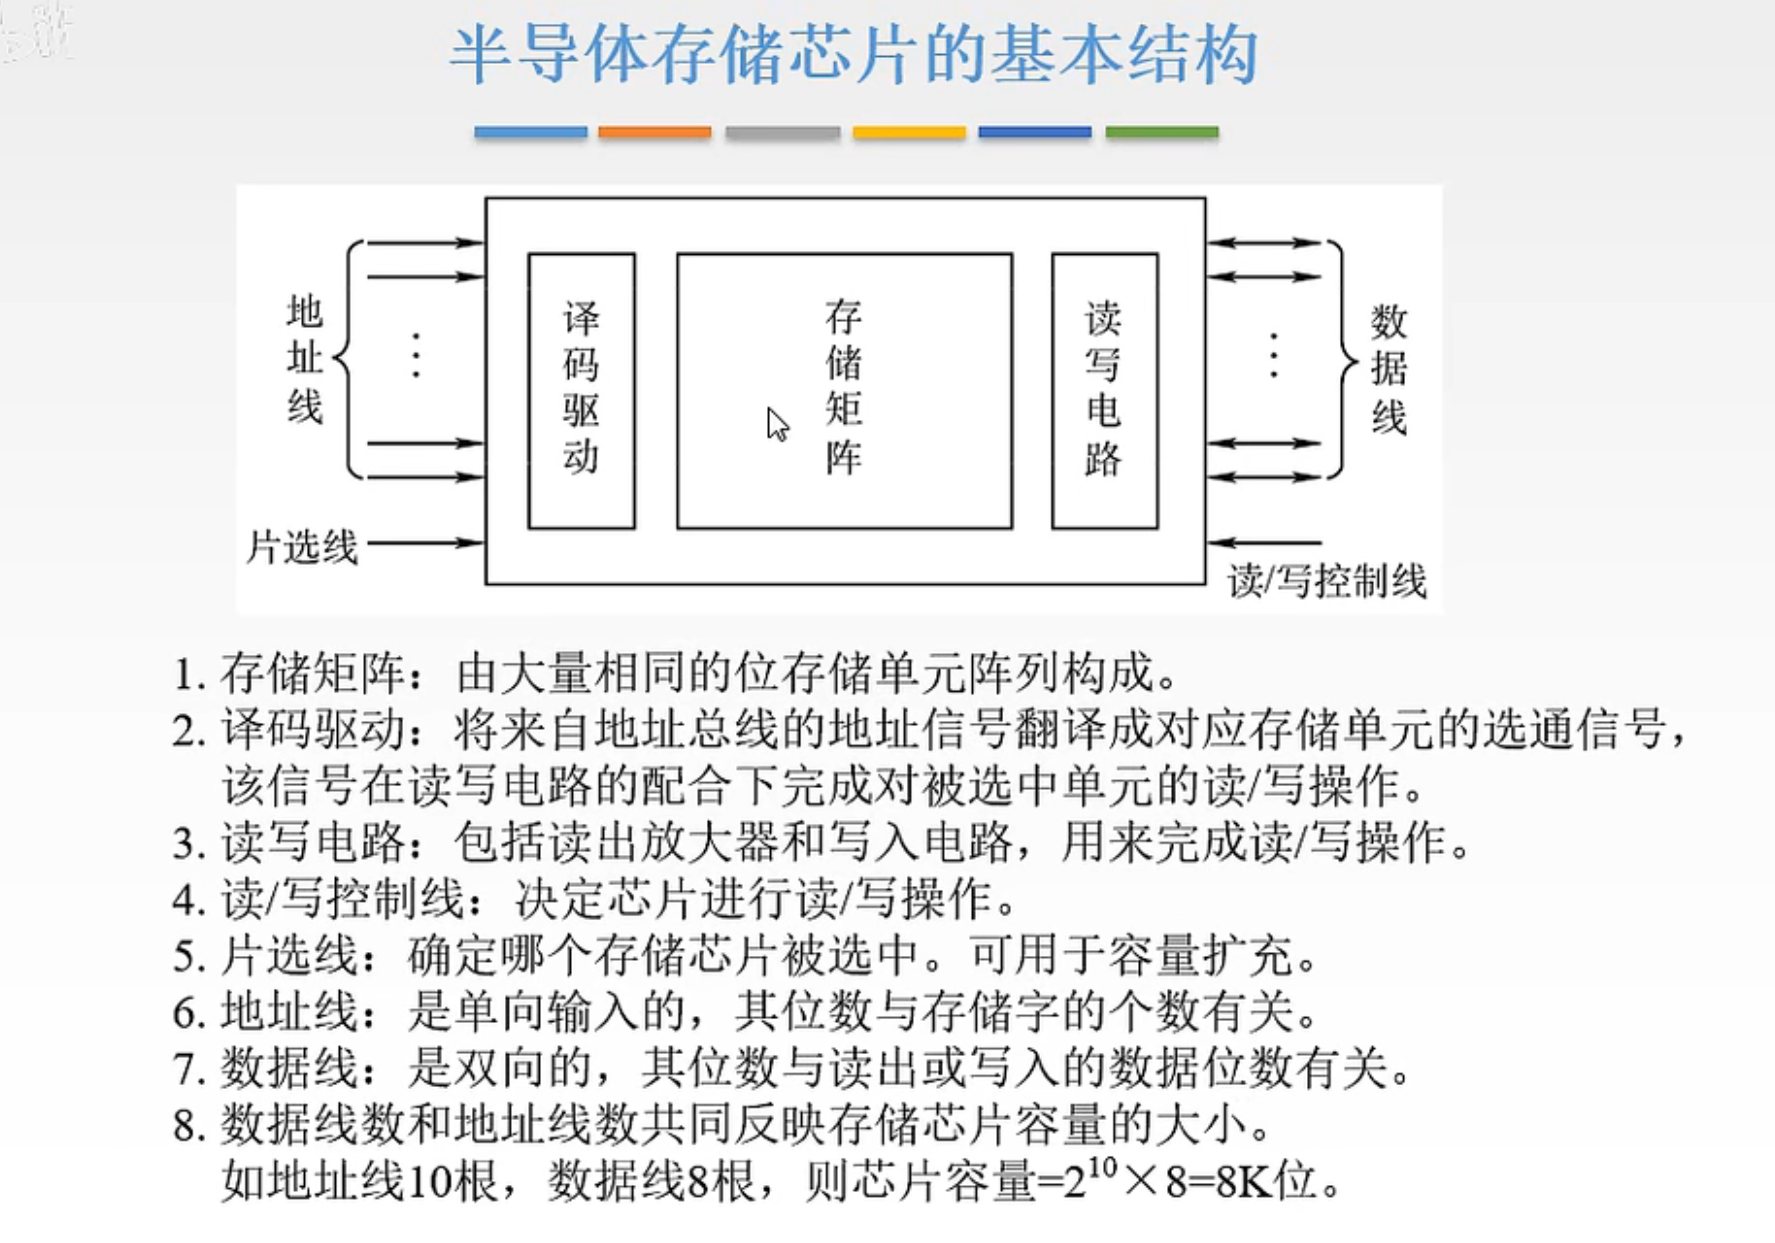 半导体存储芯片的基本结构
地址线
译码驱动
存储矩阵
读写电路
数据线
片选线
读/写控制线
1. 存储矩阵：由大量相同的位存储单元阵列构成。
2. 译码驱动：将来自地址总线的地址信号翻译成对应存储单元的选通信号，
该信号在读写电路的配合下完成对被选中单元的读/写操作。
3. 读写电路：包括读出放大器和写入电路，用来完成读/写操作。
4. 读/写控制线：决定芯片进行读/写操作。
5. 片选线：确定哪个存储芯片被选中。可用于容量扩充。
6. 地址线：是单向输入的，其位数与存储字的个数有关。
7. 数据线：是双向的，其位数与读出或写入的数据位数有关。
8. 数据线数和地址线数共同反映存储芯片容量的大小。
如地址线10根，数据线8根，则芯片容量=2¹⁰×8=8K位。